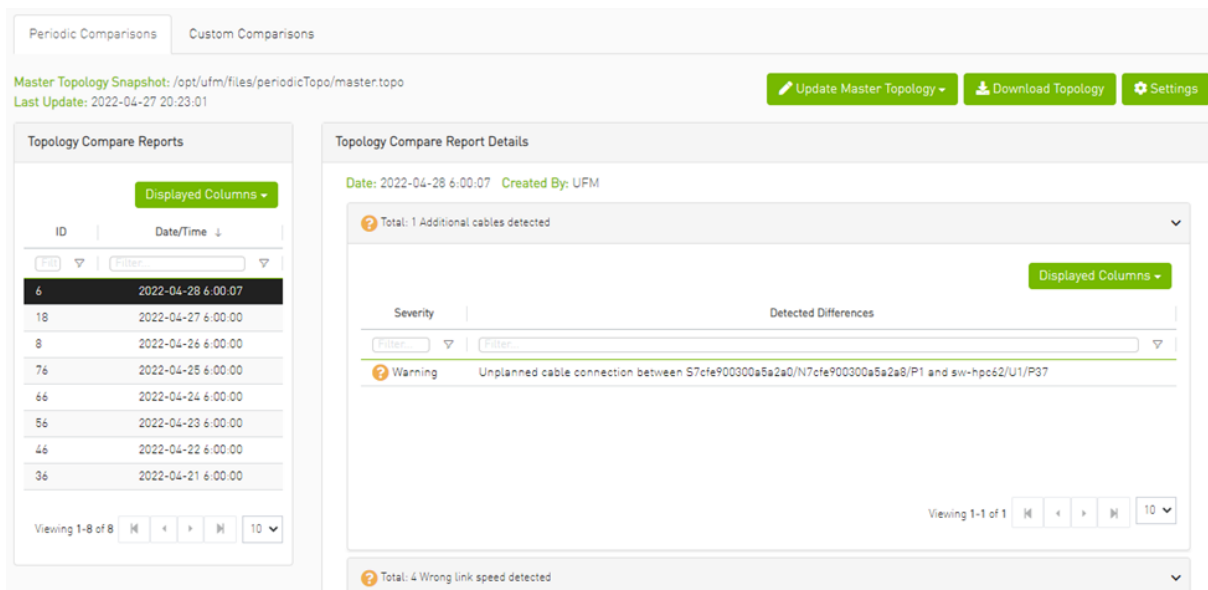 Periodic Comparisons Custom Comparisons
Master Topology Snapshot: /opt/ufm/files/periodicTopo/master.topo
Last Update: 2022-04-27 20:23:01
Update Master Topology Download Topology Settings
Topology Compare Reports
Displayed Columns
ID Date/Time ↓
Filt Filter...
6 2022-04-28 6:00:07
18 2022-04-27 6:00:00
8 2022-04-26 6:00:00
76 2022-04-25 6:00:00
66 2022-04-24 6:00:00
56 2022-04-23 6:00:00
46 2022-04-22 6:00:00
36 2022-04-21 6:00:00
Viewing 1-8 of 8 10
Topology Compare Report Details
Date: 2022-04-28 6:00:07 Created By: UFM
Total: 1 Additional cables detected
Displayed Columns
Severity Detected Differences
Filter... Filter...
Warning Unplanned cable connection between S7cfe900300a5a2a0/N7cfe900300a5a2a8/P1 and sw-hpc62/U1/P37
Viewing 1-1 of 1 10
Total: 4 Wrong link speed detected